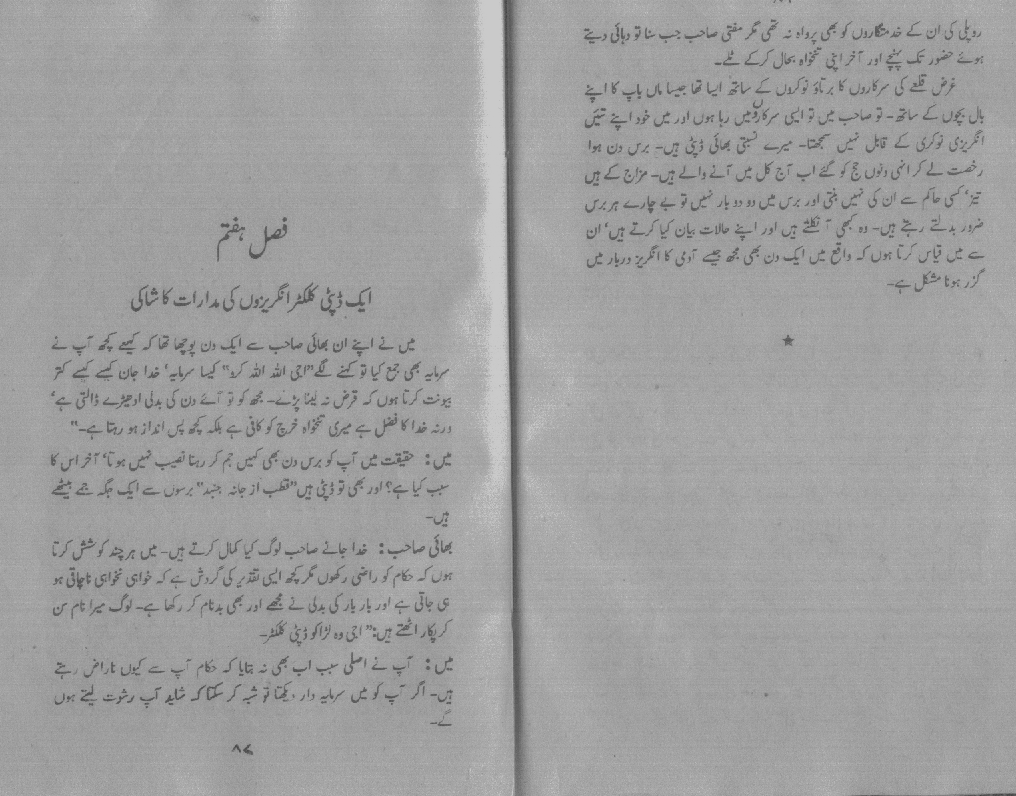 روپلی کی ان کے خدمتگاروں کو بھی پرواہ نہ تھی مگر مفتی صاحب جب سنا تو دہائی دیتے
ہوئے حضور تک پہنچے اور آخر اپنی تنخواہ بحال کرکے ٹلے۔
غرض قلعے کی سرکاروں کا برتاؤ نوکروں کے ساتھ ایسا تھا جیسا ماں باپ کا اپنے
بال بچوں کے ساتھ۔ تو صاحب میں تو ایسی سرکاروں میں رہا ہوں اور میں خود اپنے تئیں
انگریزی نوکری کے قابل نہیں سمجھتا۔ میرے نسبتی بھائی ڈپٹی ہیں۔ برس دن ہوا
رخصت لے کر انہی دنوں حج کو گئے اب آج کل میں آنے والے ہیں۔ مزاج کے ہیں
تیز‘ کسی حاکم سے ان کی نہیں بنتی اور برس میں دو دو بار نہیں تو بے چارے ہر برس
ضرور بدلتے رہتے ہیں۔ وہ کبھی آ نکلتے ہیں اور اپنے حالات بیان کیا کرتے ہیں‘ ان
سے میں قیاس کرتا ہوں کہ واقع میں ایک دن بھی مجھ جیسے آدمی کا انگریز دربار میں
گزر ہونا مشکل ہے۔
★
فصل ہفتم
ایک ڈپٹی کلکٹر انگریزوں کی مدارات کا شاکی
میں نے اپنے ان بھائی صاحب سے ایک دن پوچھا تھا کہ کہیے کچھ آپ نے
سرمایہ بھی جمع کیا تو کہنے لگے ”اجی اللہ اللہ کرو“ کیسا سرمایہ‘ خدا جان کیسے کیسے کتر
بیونت کرتا ہوں کہ قرض نہ لینا پڑے۔ مجھ کو تو آئے دن کی بدلی ادھیڑے ڈالتی ہے‘
ورنہ خدا کا فضل ہے میری تنخواہ خرچ کو کافی ہے بلکہ کچھ پس انداز ہو رہتا ہے۔“
میں: حقیقت میں آپ کو برس دن بھی کہیں جم کر رہنا نصیب نہیں ہوتا‘ آخر اس کا
سبب کیا ہے؟ اور بھی تو ڈپٹی ہیں ”قطب از جانہ جنبد“ برسوں سے ایک جگہ جمے بیٹھے
ہیں۔
بھائی صاحب: خدا جانے صاحب لوگ کیا کمال کرتے ہیں۔ میں ہر چند کوشش کرتا
ہوں کہ حکام کو راضی رکھوں مگر کچھ ایسی تقدیر کی گردش ہے کہ خواہی نخواہی ناچاقی ہو
ہی جاتی ہے اور بار بار کی بدلی نے مجھے اور بھی بدنام کر رکھا ہے۔ لوگ میرا نام سن
کر پکار اٹھتے ہیں: ”اجی وہ لڑاکو ڈپٹی کلکٹر۔
میں: آپ نے اصلی سبب اب بھی نہ بتایا کہ حکام آپ سے کیوں ناراض رہتے
ہیں۔ اگر آپ کو میں سرمایہ دار دیکھتا تو شبہ کر سکتا کہ شاید آپ رشوت لیتے ہوں
گے۔
۸۷